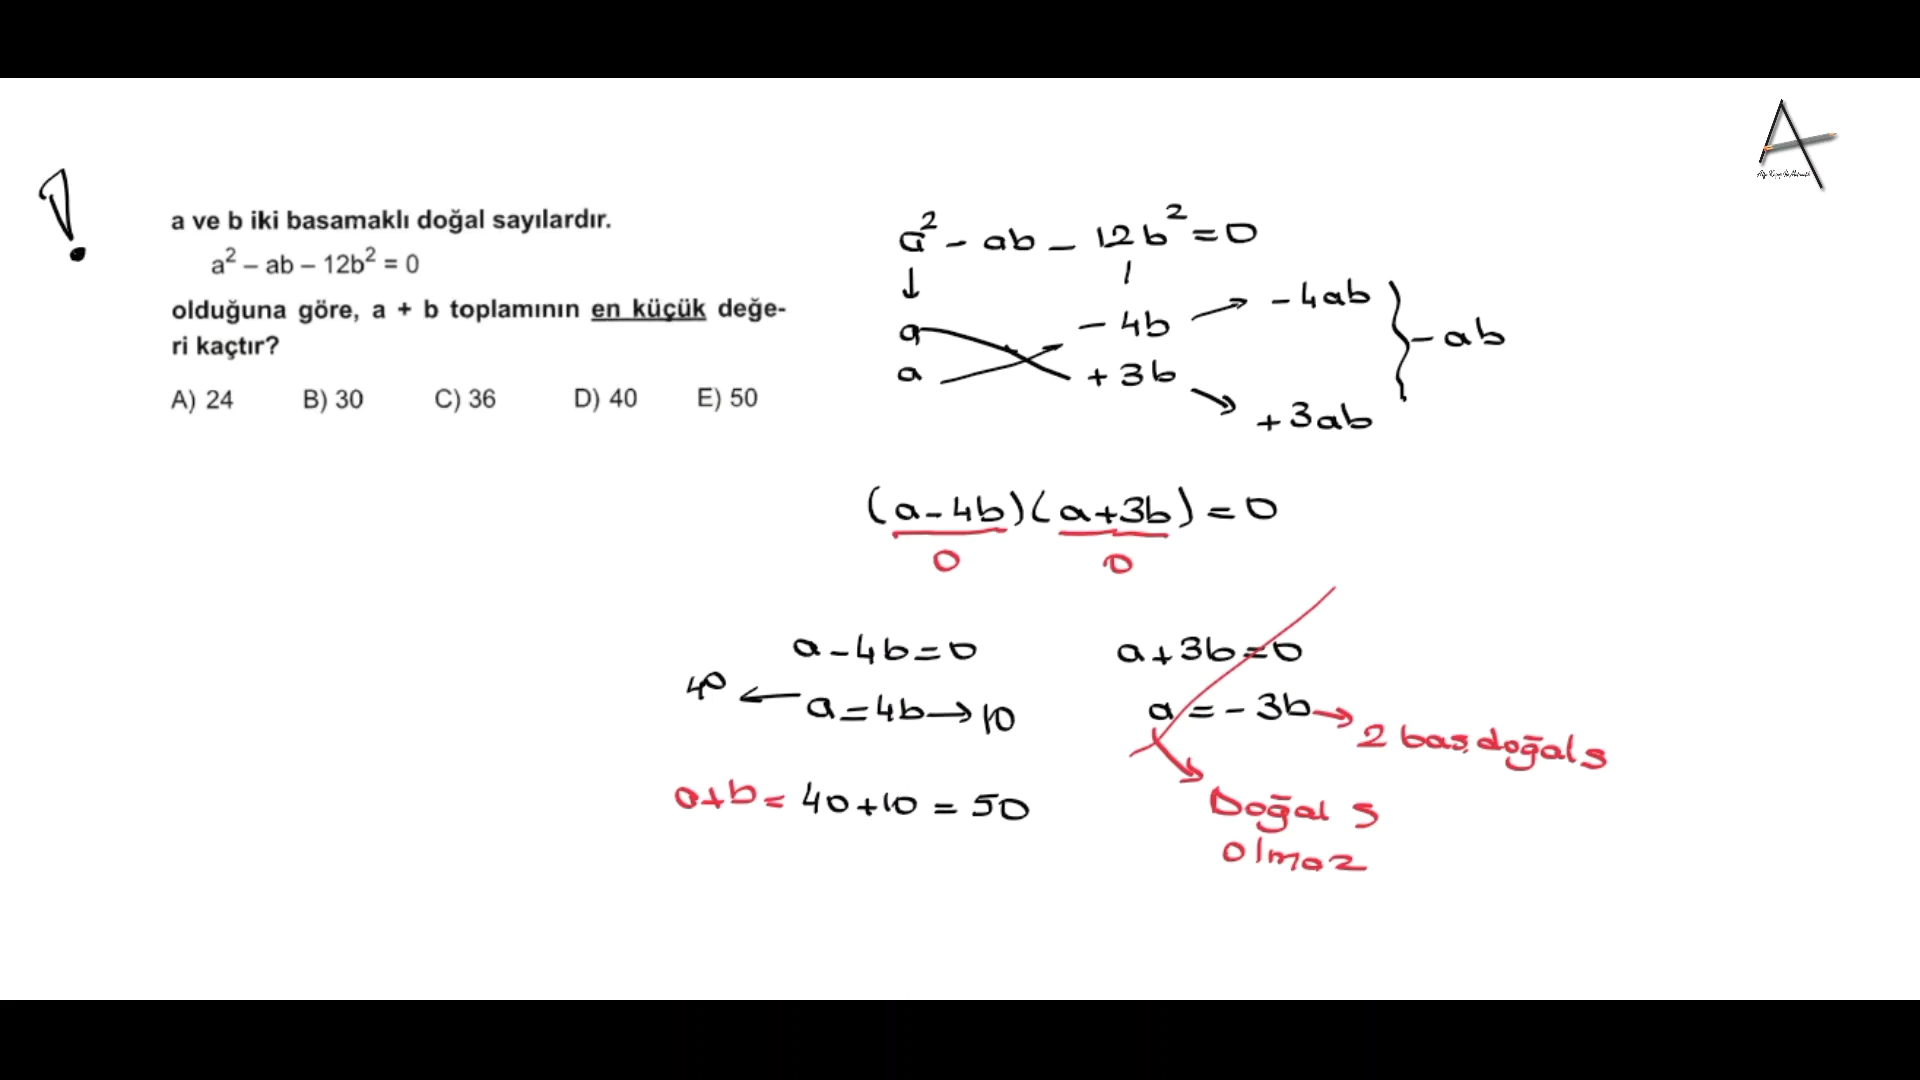 a ve b iki basamaklı doğal sayılardır.
a² – ab – 12b² = 0
olduğuna göre, a + b toplamının en küçük değe-
ri kaçtır?
A) 24 B) 30 C) 36 D) 40 E) 50
a² - ab - 12b² = 0
a - 4b → - 4ab
a + 3b → + 3ab
- ab
(a - 4b)(a + 3b) = 0
0 0
a - 4b = 0
40 ← a = 4b → 10
a+b = 40 + 10 = 50
a + 3b = 0
a = - 3b → 2 bas. doğal s
Doğal s
olmaz